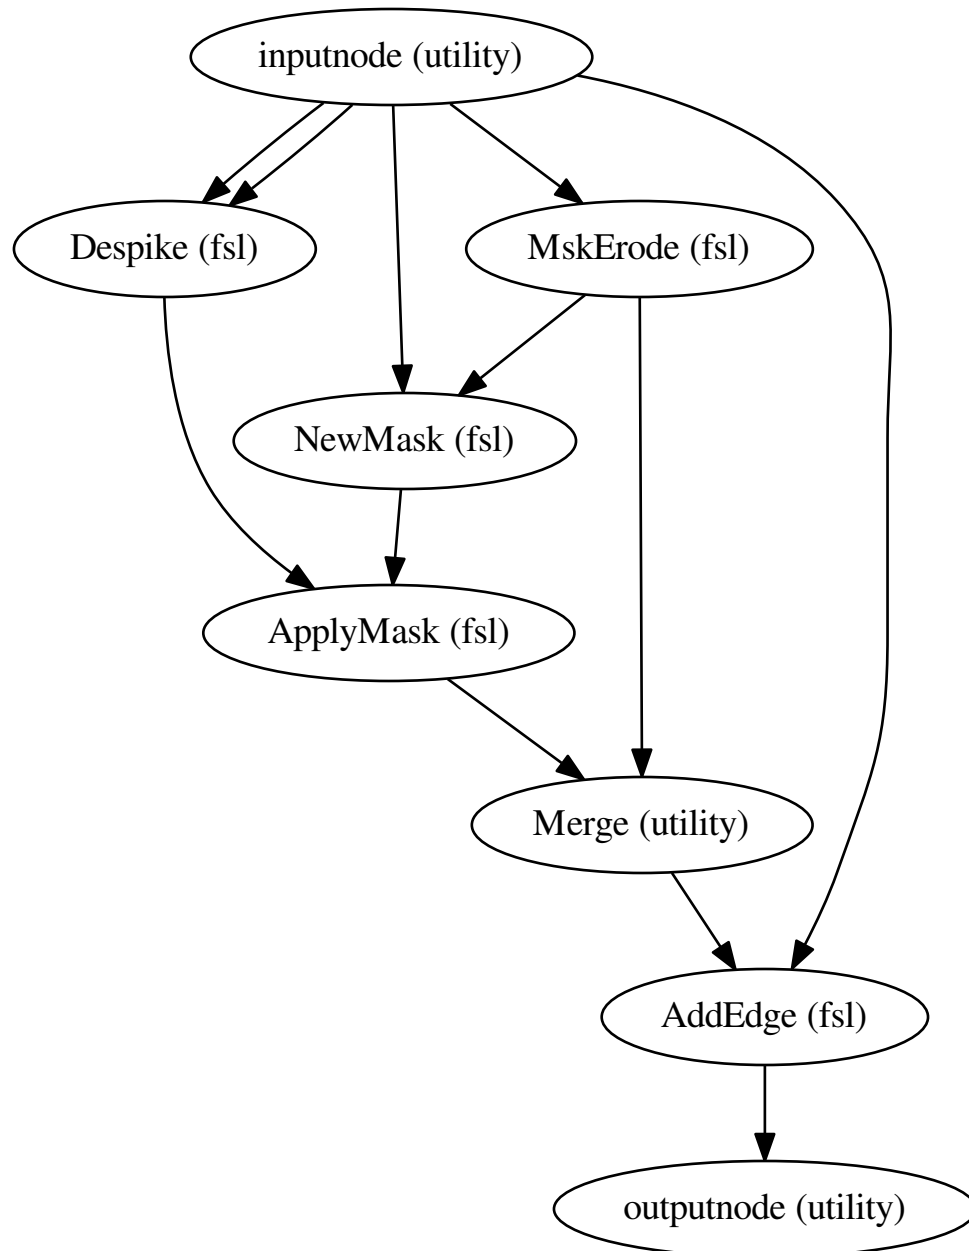 inputnode (utility)
Despike (fsl)
MskErode (fsl)
NewMask (fsl)
ApplyMask (fsl)
Merge (utility)
AddEdge (fsl)
outputnode (utility)